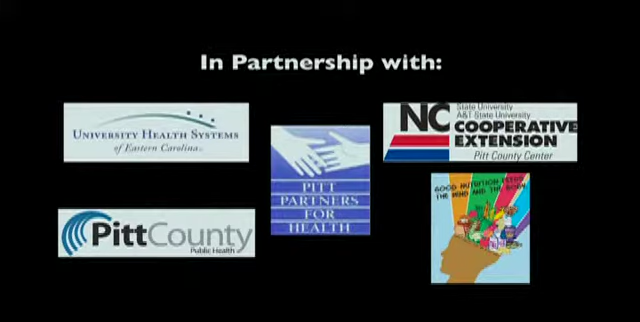 In Partnership with:
UNIVERSITY HEALTH SYSTEMS
of Eastern Carolina
PITT
PARTNERS
FOR
HEALTH
NC State University
A&T State University
COOPERATIVE
EXTENSION
Pitt County Center
PittCounty
Public Health
GOOD NUTRITION FEEDS
THE MIND AND THE BODY